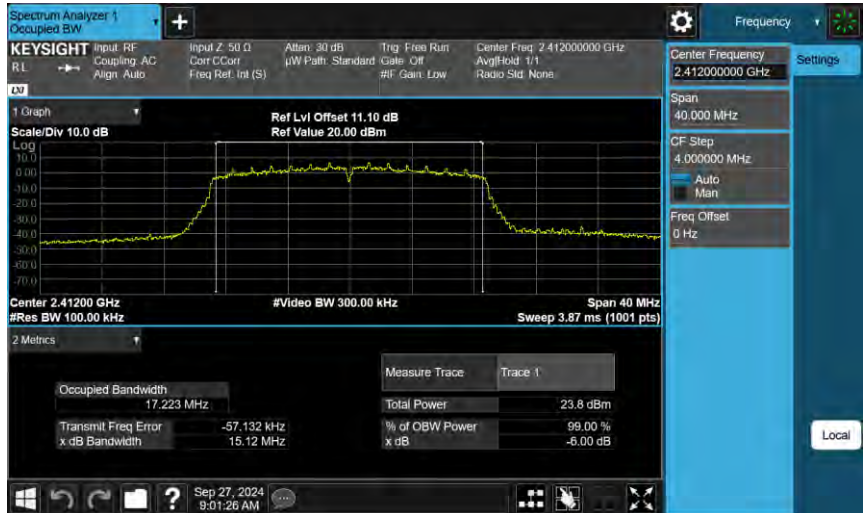 Spectrum Analyzer 1
Occupied BW
+
Frequency
KEYSIGHT
RL
LXI
Input: RF
Coupling: AC
Align: Auto
Input Z: 50 Ω
Corr CCorr
Freq Ref: Int (S)
Atten: 30 dB
µW Path: Standard
Trig: Free Run
Gate: Off
#IF Gain: Low
Center Freq: 2.412000000 GHz
Avg|Hold: 1/1
Radio Std: None
Center Frequency
2.412000000 GHz
Settings
Span
40.000 MHz
CF Step
4.000000 MHz
Auto
Man
Freq Offset
0 Hz
1 Graph
Scale/Div 10.0 dB
Ref Lvl Offset 11.10 dB
Ref Value 20.00 dBm
Log
10.0
0.00
-10.0
-20.0
-30.0
-40.0
-50.0
-60.0
-70.0
Center 2.41200 GHz
#Res BW 100.00 kHz
#Video BW 300.00 kHz
Span 40 MHz
Sweep 3.87 ms (1001 pts)
2 Metrics
Measure Trace Trace 1
Occupied Bandwidth
17.223 MHz
Total Power 23.8 dBm
Transmit Freq Error -57.132 kHz
% of OBW Power 99.00 %
x dB Bandwidth 15.12 MHz
x dB -6.00 dB
Local
?
Sep 27, 2024
9:01:26 AM